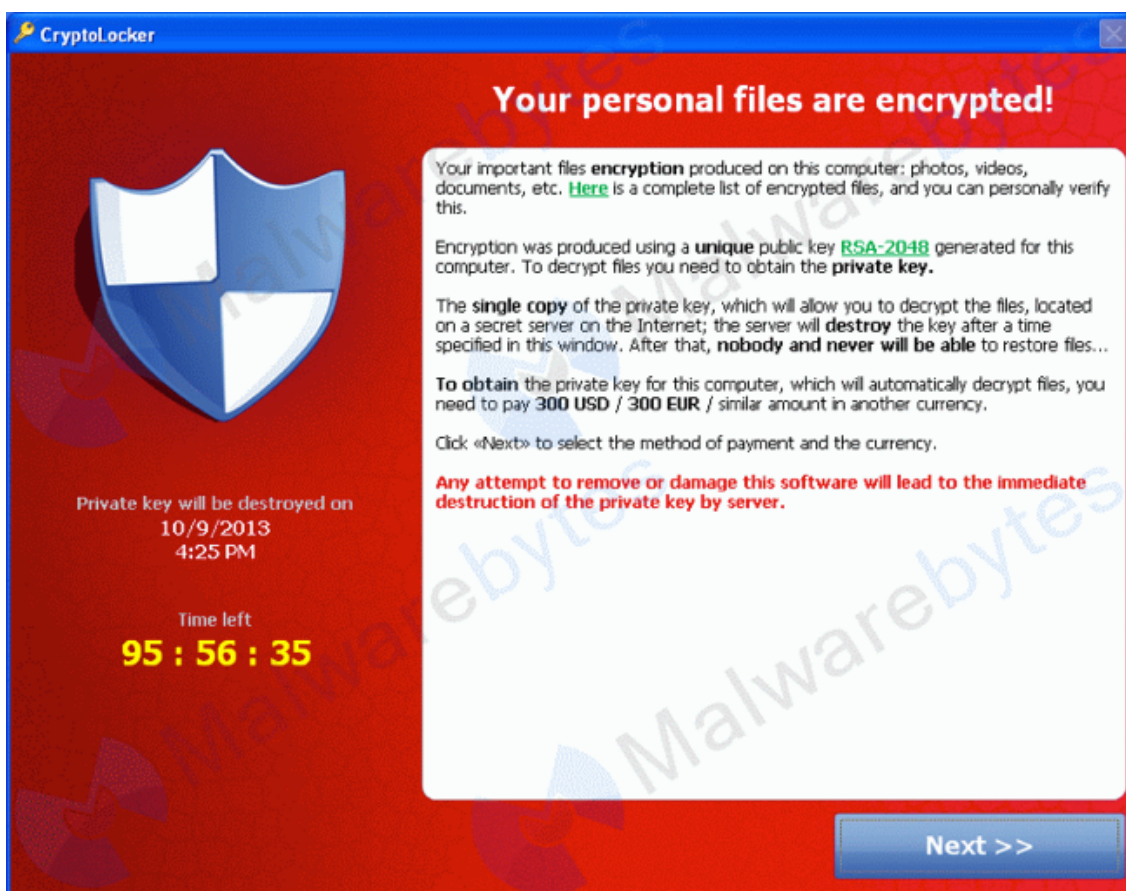 CryptoLocker
Your personal files are encrypted!
Your important files encryption produced on this computer: photos, videos,
documents, etc. Here is a complete list of encrypted files, and you can personally verify
this.
Encryption was produced using a unique public key RSA-2048 generated for this
computer. To decrypt files you need to obtain the private key.
The single copy of the private key, which will allow you to decrypt the files, located
on a secret server on the Internet; the server will destroy the key after a time
specified in this window. After that, nobody and never will be able to restore files...
To obtain the private key for this computer, which will automatically decrypt files, you
need to pay 300 USD / 300 EUR / similar amount in another currency.
Click «Next» to select the method of payment and the currency.
Any attempt to remove or damage this software will lead to the immediate
destruction of the private key by server.
Private key will be destroyed on
10/9/2013
4:25 PM
Time left
95 : 56 : 35
Next >>
Malwarebytes
Malwarebytes
Malwarebytes
Malwarebytes